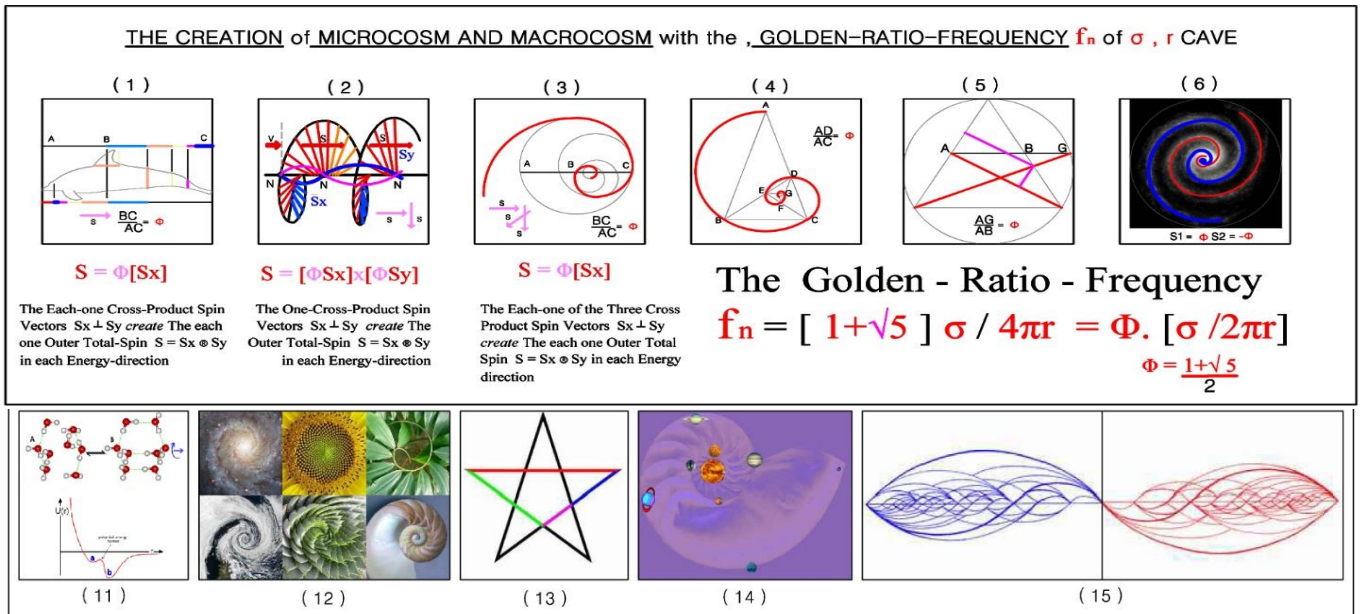 THE CREATION of MICROCOSM AND MACROCOSM with the , GOLDEN-RATIO-FREQUENCY fn of σ , r CAVE
( 1 )
( 2 )
( 3 )
( 4 )
( 5 )
( 6 )
A B C
S
BC/AC = Φ
V S S
Sy
N N N
Sx
S S
A B C
S
S
S
BC/AC = Φ
A
AD/AC = Φ
D
E G
F
B C
A B G
AG/AB = Φ
S1 = Φ S2 = -Φ
S = Φ[Sx]
S = [ΦSx]x[ΦSy]
S = Φ[Sx]
The Each-one Cross-Product Spin
Vectors Sx ⊥ Sy create The each
one Outer Total-Spin S = Sx ⊗ Sy
in each Energy-direction
The One-Cross-Product Spin
Vectors Sx ⊥ Sy create The
Outer Total-Spin S = Sx ⊗ Sy
in each Energy-direction
The Each-one of the Three Cross
Product Spin Vectors Sx ⊥ Sy
create The each one Outer Total
Spin S = Sx ⊗ Sy in each Energy
direction
The Golden - Ratio - Frequency
fn = [ 1+√5 ] σ / 4πr = Φ. [σ /2πr]
Φ = 1+√5/2
A B
U(r)
potential energy
a
b
( 11 )
( 12 )
( 13 )
( 14 )
( 15 )